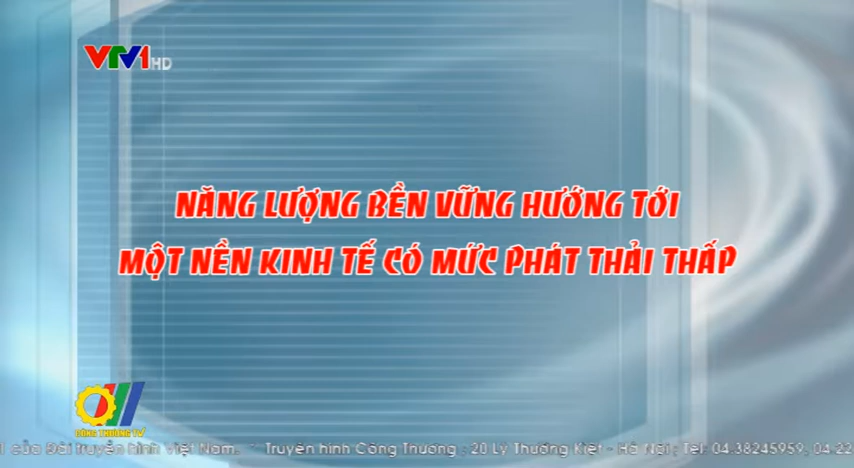 VTV1 HD
NĂNG LƯỢNG BỀN VỮNG HƯỚNG TỚI
MỘT NỀN KINH TẾ CÓ MỨC PHÁT THẢI THẤP
CÔNG THƯƠNG TV
1 của Đài truyền hình Việt Nam. Truyền hình Công Thương : 20 Lý Thường Kiệt - Hà Nội ; Tel: 04.38245959; 04-22